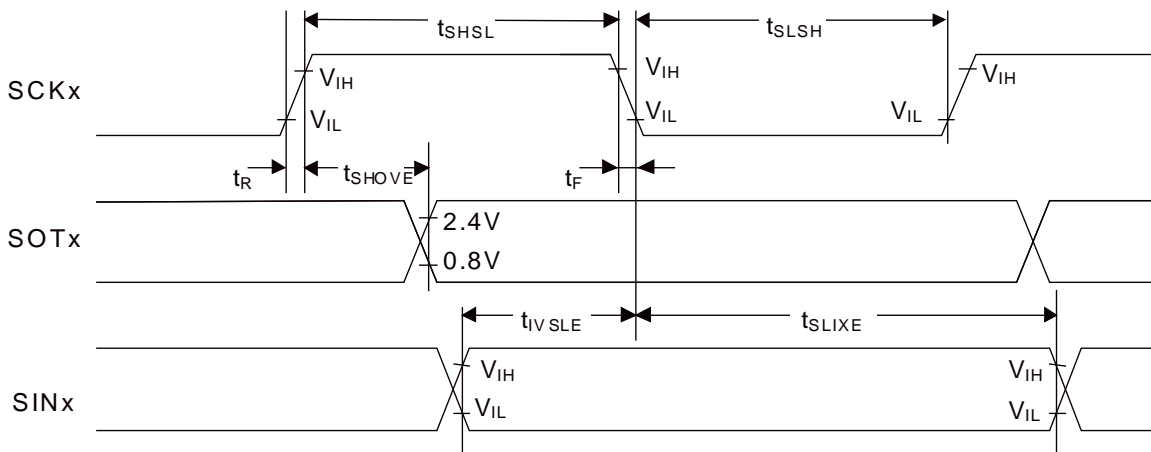 tSHSL tSLSH
SCKx VIH VIH VIH
VIL VIL VIL
tR tSHOVE tF
SOTx 2.4V
0.8V
tIVSLE tSLIXE
SINx VIH VIH
VIL VIL